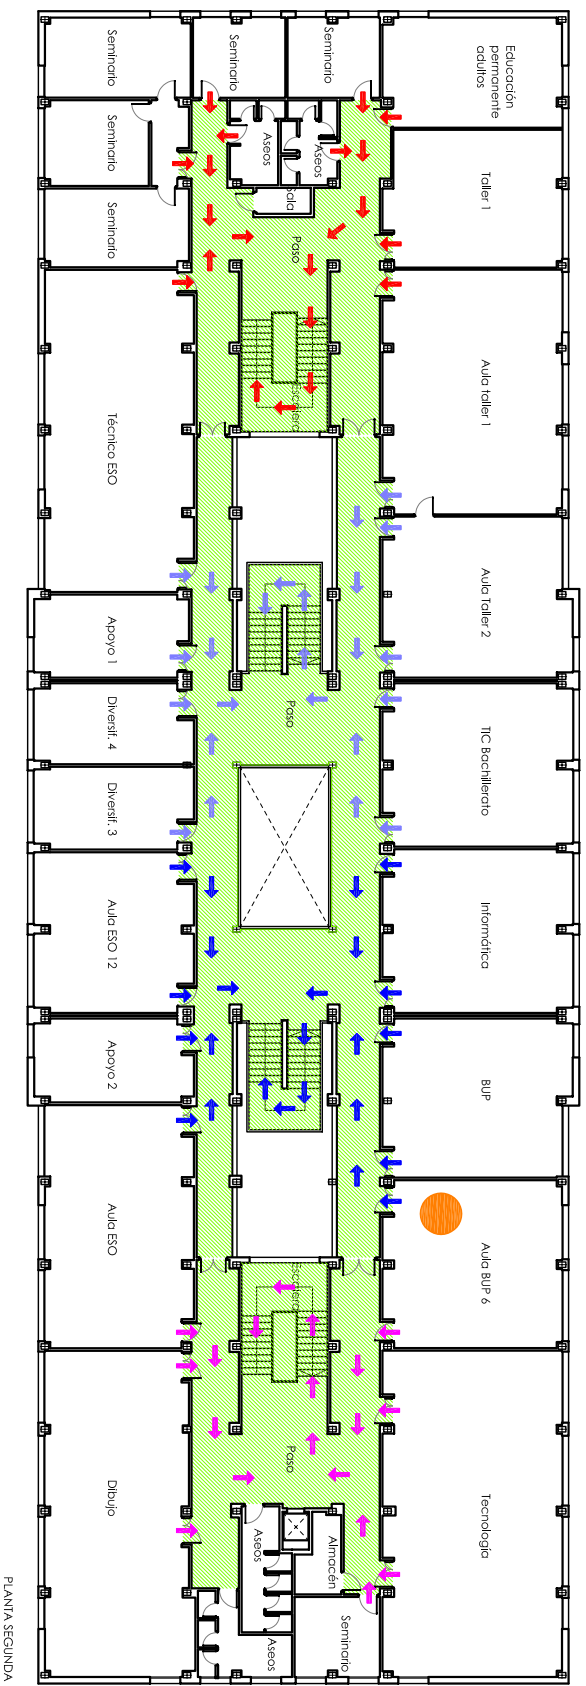 Seminario
Seminario
Seminario
Educación
permanente
adultos
Seminario
Aseos
Aseos
Taller 1
Seminario
Sala
Paso
Técnico ESO
Escalera
Aula taller 1
Apoyo 1
Aula Taller 2
Diversif. 4
Paso
TIC Bachillerato
Diversif. 3
Aula ESO 12
Informática
Apoyo 2
BUP
Aula ESO
Escalera
Aula BUP 6
Dibujo
Paso
Tecnología
Aseos
Almacén
Aseos
Seminario
PLANTA SEGUNDA